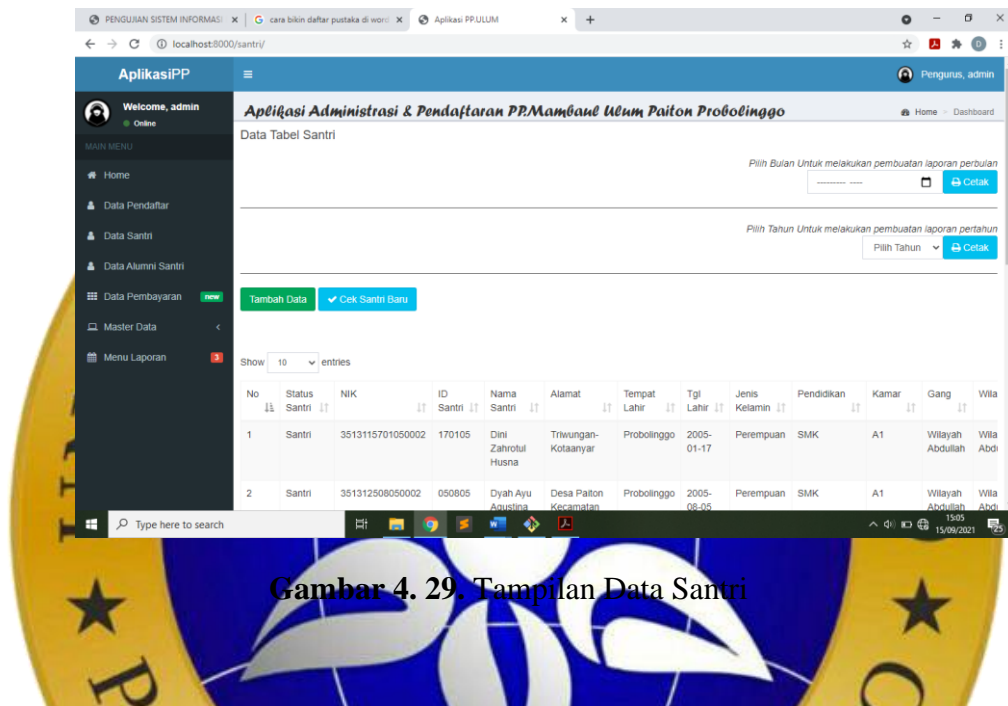 PENGUJIAN SISTEM INFORMASI
cara bikin daftar pustaka di word
Aplikasi PP.ULUM
localhost:8000/santri/
AplikasiPP
Pengurus, admin
Welcome, admin
Online
MAIN MENU
Home
Data Pendaftar
Data Santri
Data Alumni Santri
Data Pembayaran new
Master Data
Menu Laporan 3
Aplikasi Administrasi & Pendaftaran PP.Mambaul Ulum Paiton Probolinggo
Home > Dashboard
Data Tabel Santri
Pilih Bulan Untuk melakukan pembuatan laporan perbulan
--------- ----
Cetak
Pilih Tahun Untuk melakukan pembuatan laporan pertahun
Pilih Tahun
Cetak
Tambah Data
Cek Santri Baru
Show 10 entries
No Status Santri NIK ID Santri Nama Santri Alamat Tempat Lahir Tgl Lahir Jenis Kelamin Pendidikan Kamar Gang Wila
1 Santri 3513115701050002 170105 Dini Zahrotul Husna Triwungan-Kotaanyar Probolinggo 2005-01-17 Perempuan SMK A1 Wilayah Abdullah Wila Abdu
2 Santri 351312508050002 050805 Dyah Ayu Agustina Desa Paiton Kecamatan Probolinggo 2005-08-05 Perempuan SMK A1 Wilayah Abdullah Wila Abdu
Type here to search
15:05
15/09/2021
25
Gambar 4. 29. Tampilan Data Santri
P
O